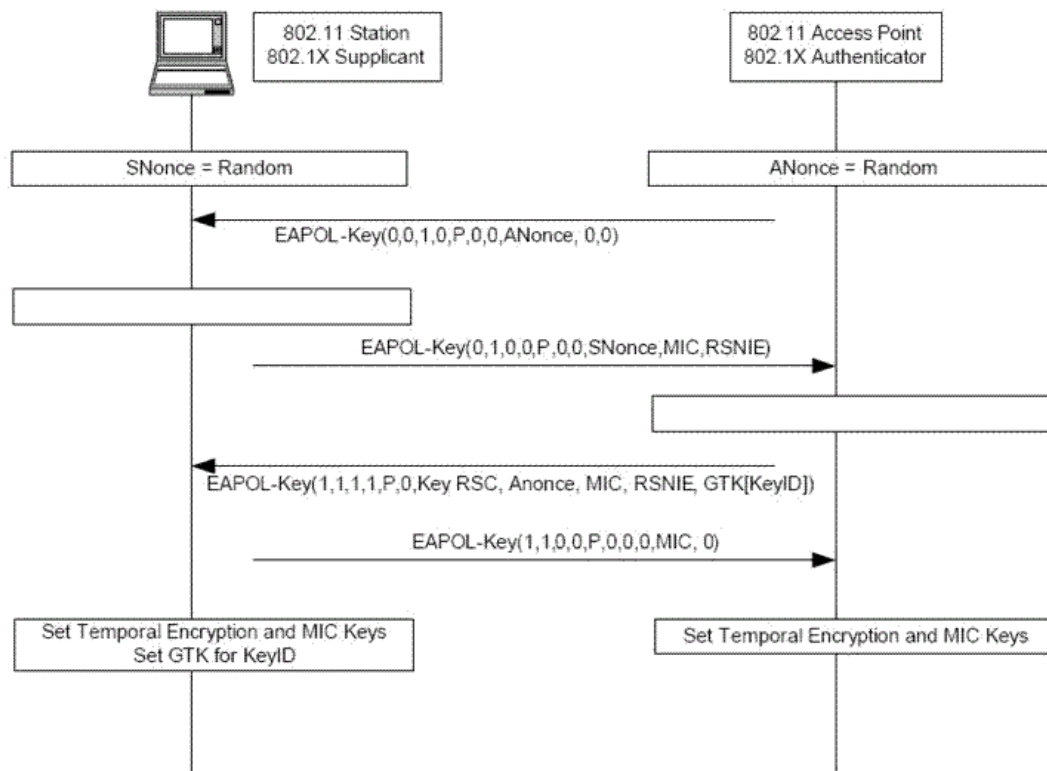 802.11 Station
802.1X Supplicant
802.11 Access Point
802.1X Authenticator
SNonce = Random
ANonce = Random
EAPOL-Key(0,0,1,0,P,0,0,ANonce, 0,0)
EAPOL-Key(0,1,0,0,P,0,0,SNonce,MIC,RSNIE)
EAPOL-Key(1,1,1,1,P,0,Key RSC, Anonce, MIC, RSNIE, GTK[KeyID])
EAPOL-Key(1,1,0,0,P,0,0,0,MIC, 0)
Set Temporal Encryption and MIC Keys
Set GTK for KeyID
Set Temporal Encryption and MIC Keys